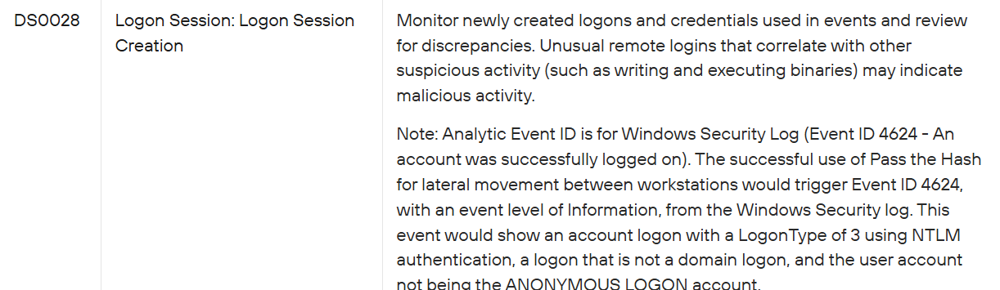 DS0028
Logon Session: Logon Session
Creation
Monitor newly created logons and credentials used in events and review
for discrepancies. Unusual remote logins that correlate with other
suspicious activity (such as writing and executing binaries) may indicate
malicious activity.
Note: Analytic Event ID is for Windows Security Log (Event ID 4624 - An
account was successfully logged on). The successful use of Pass the Hash
for lateral movement between workstations would trigger Event ID 4624,
with an event level of Information, from the Windows Security log. This
event would show an account logon with a LogonType of 3 using NTLM
authentication, a logon that is not a domain logon, and the user account
not being the ANONYMOUS LOGON account.